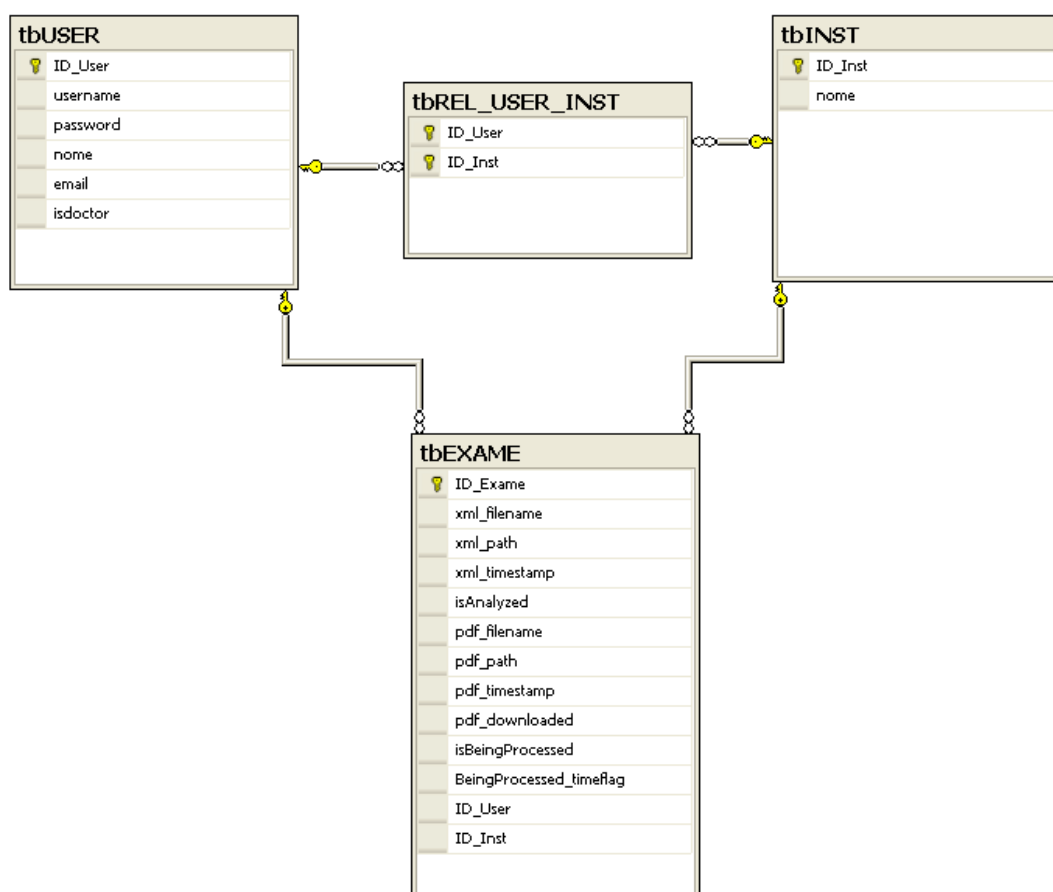 tbUSER
ID_User
username
password
nome
email
isdoctor
tbREL_USER_INST
ID_User
ID_Inst
tbINST
ID_Inst
nome
tbEXAME
ID_Exame
xml_filename
xml_path
xml_timestamp
isAnalyzed
pdf_filename
pdf_path
pdf_timestamp
pdf_downloaded
isBeingProcessed
BeingProcessed_timeflag
ID_User
ID_Inst